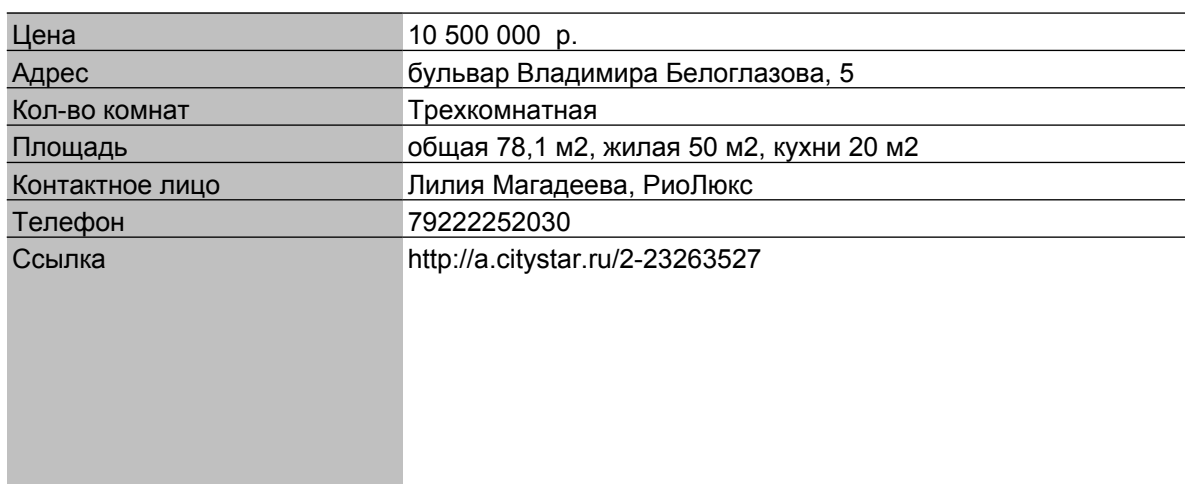 Цена 10 500 000 р.
Адрес бульвар Владимира Белоглазова, 5
Кол-во комнат Трехкомнатная
Площадь общая 78,1 м2, жилая 50 м2, кухни 20 м2
Контактное лицо Лилия Магадеева, РиоЛюкс
Телефон 79222252030
Ссылка http://a.citystar.ru/2-23263527